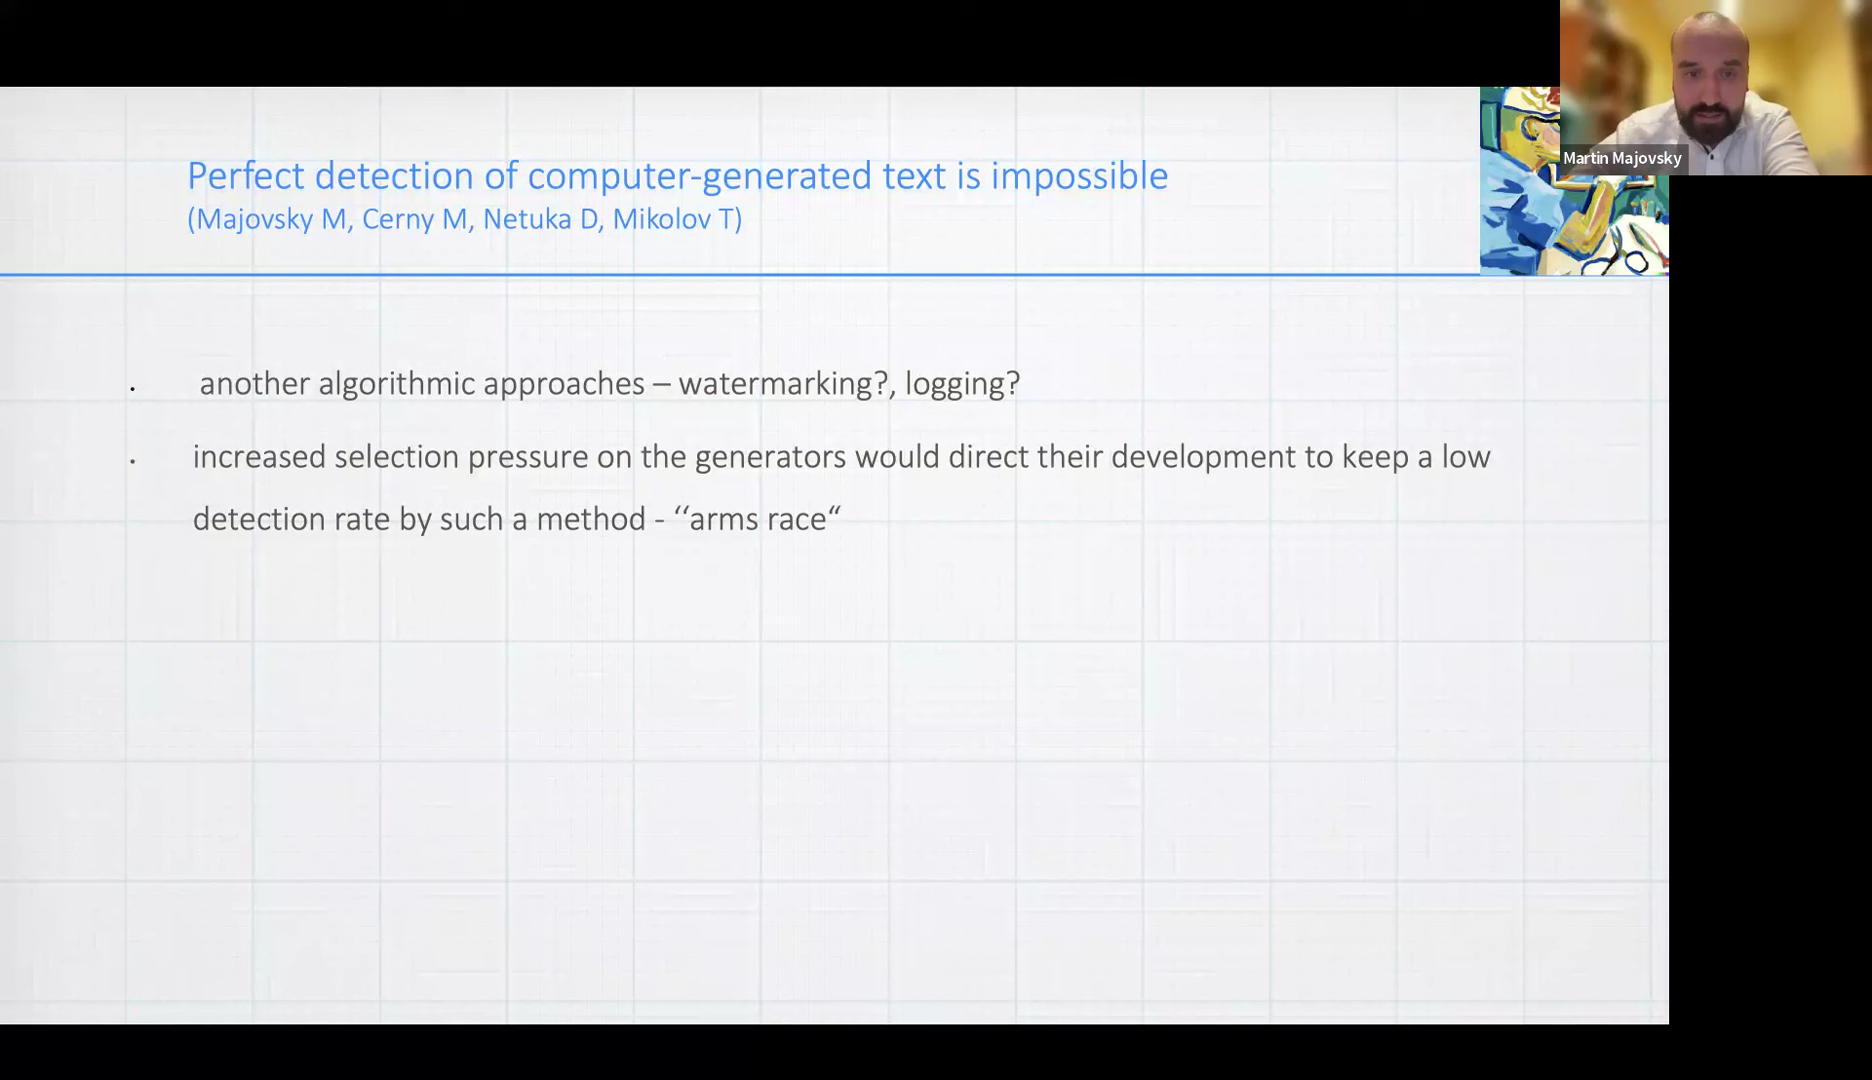 Perfect detection of computer-generated text is impossible
(Majovsky M, Cerny M, Netuka D, Mikolov T)
Martin Majovsky
another algorithmic approaches – watermarking?, logging?
increased selection pressure on the generators would direct their development to keep a low
detection rate by such a method - ‘‘arms race“